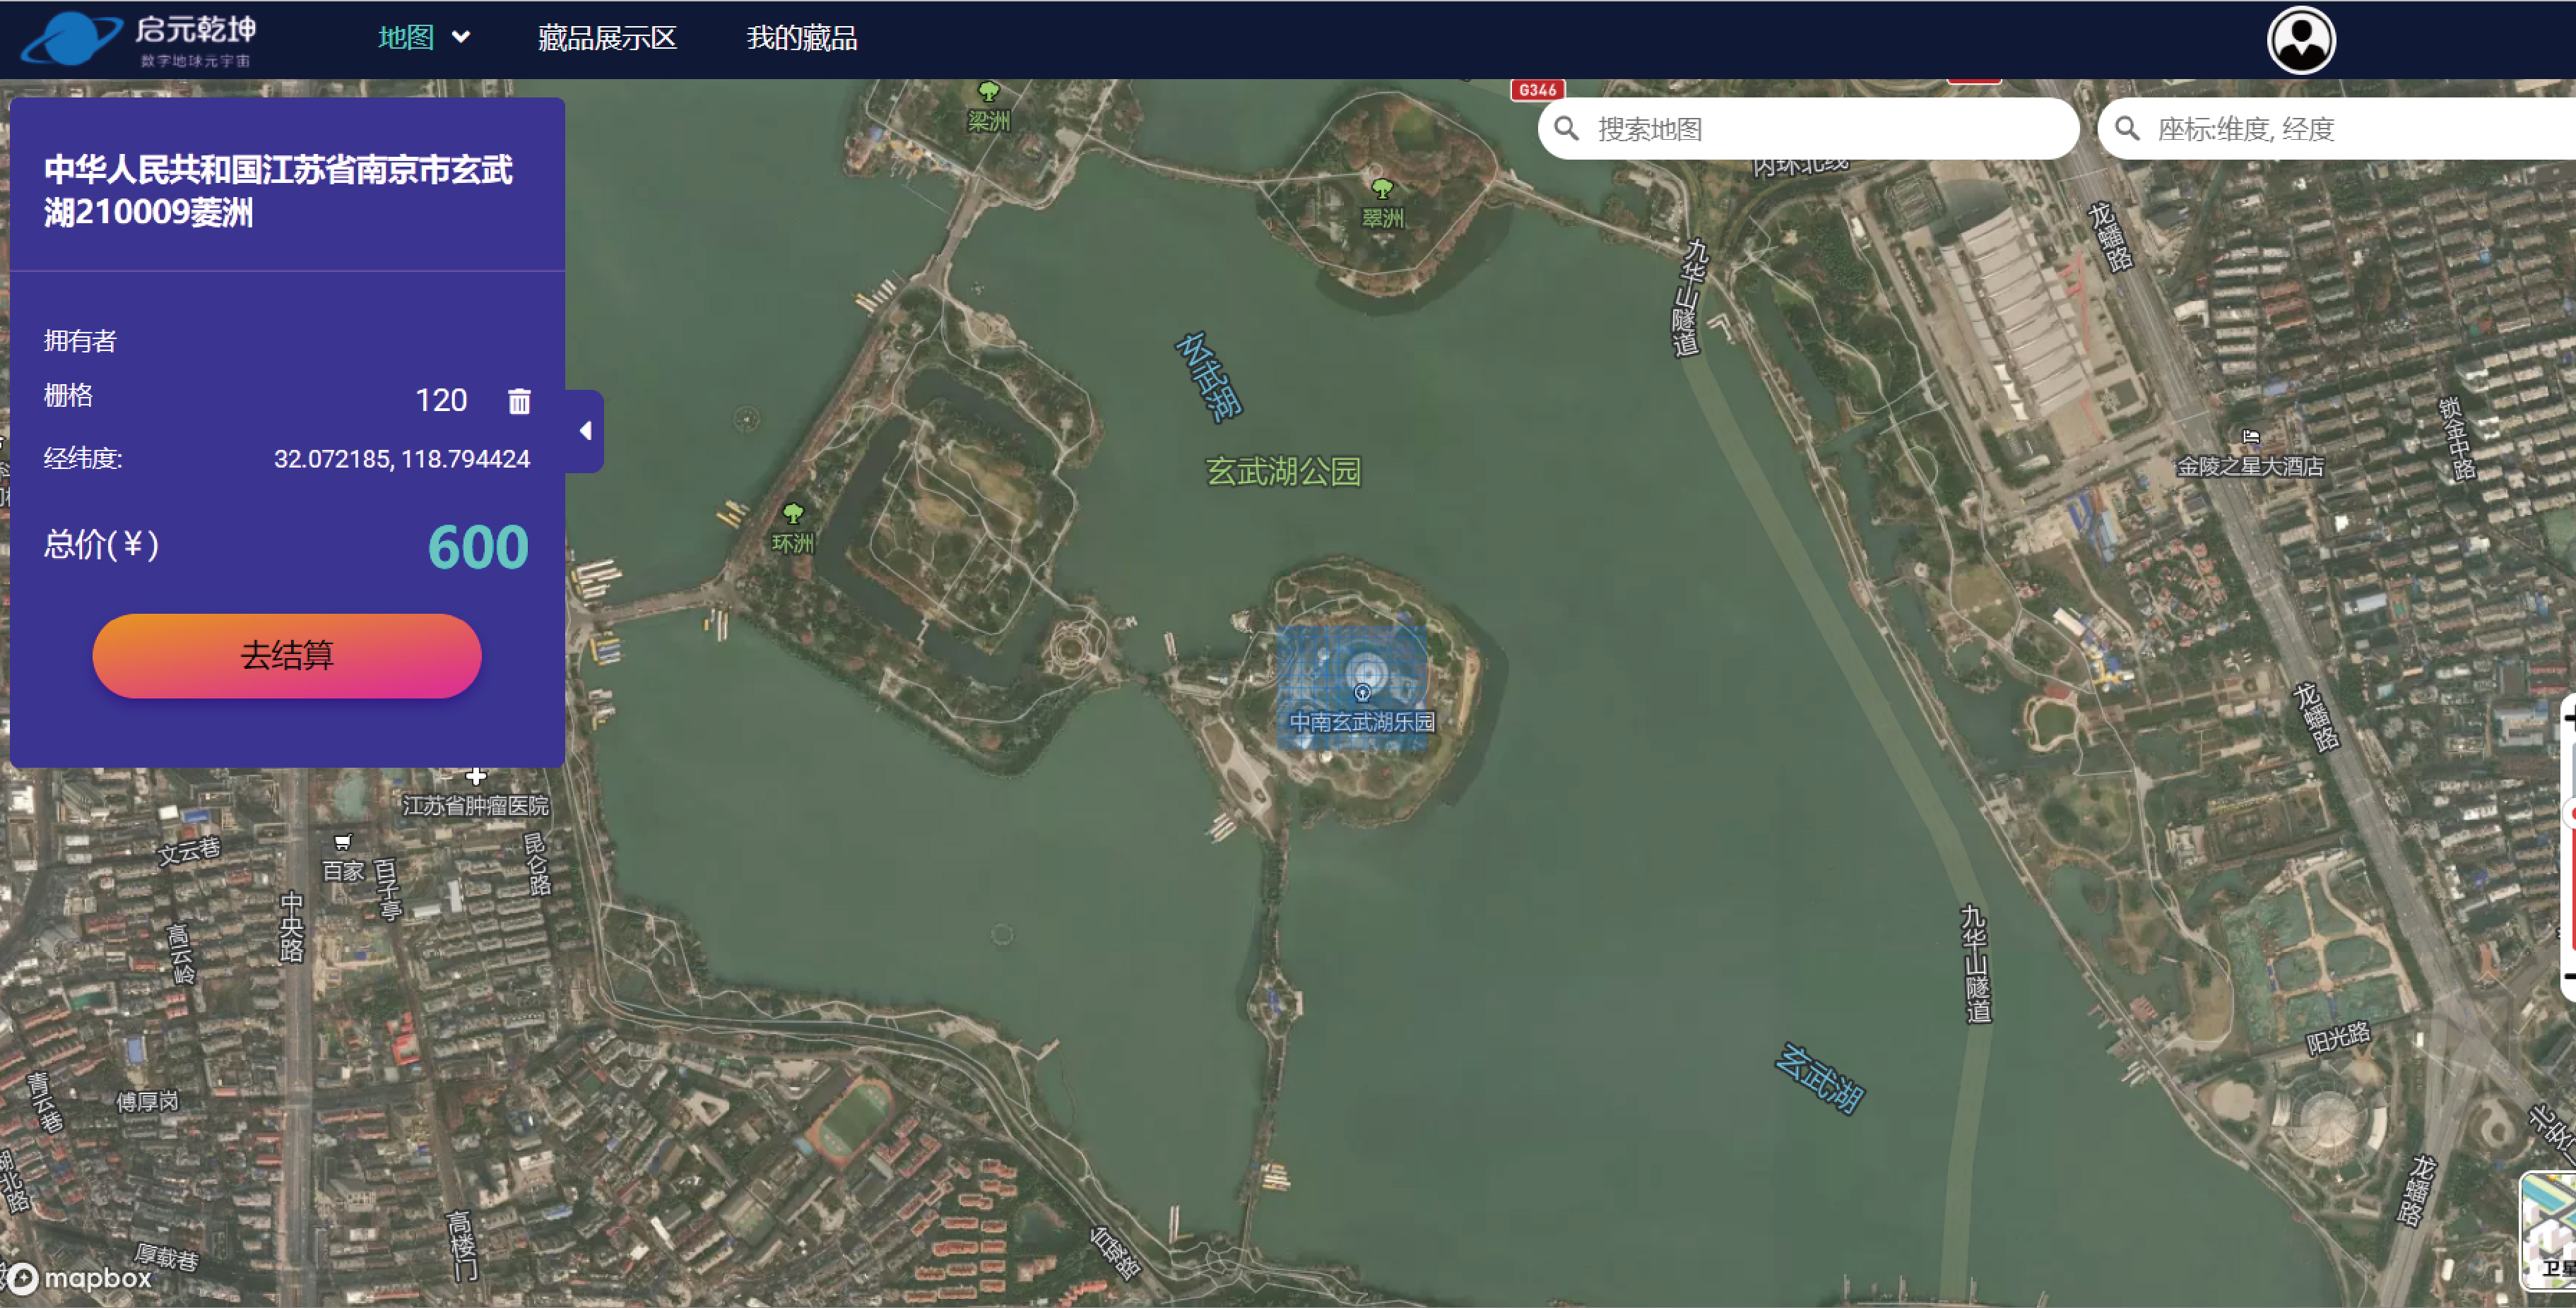 启元乾坤
数字地球元宇宙
地图
藏品展示区
我的藏品
梁洲
G346
搜索地图
座标:维度, 经度
内环北线
中华人民共和国江苏省南京市玄武
湖210009菱洲
翠洲
九华山隧道
龙蟠路
拥有者
栅格
120
经纬度:
32.072185, 118.794424
玄武湖
玄武湖公园
锁金中路
金陵之星大酒店
总价(¥)
600
环洲
去结算
中南玄武湖乐园
龙蟠路
江苏省肿瘤医院
文云巷
百家
百子亭
昆仑路
中央路
高云岭
九华山隧道
阳光路
玄武湖
青云巷
傅厚岗
湖北路
高楼门
厚载巷
台城路
龙蟠路
北安
mapbox
卫星